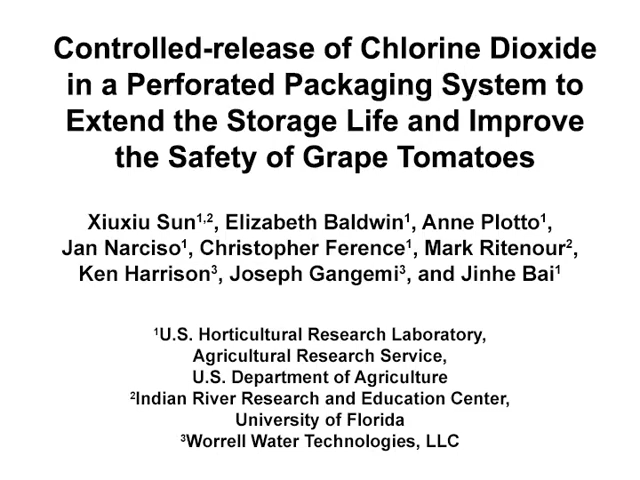 Controlled-release of Chlorine Dioxide
in a Perforated Packaging System to
Extend the Storage Life and Improve
the Safety of Grape Tomatoes
Xiuxiu Sun¹,², Elizabeth Baldwin¹, Anne Plotto¹,
Jan Narciso¹, Christopher Ference¹, Mark Ritenour²,
Ken Harrison³, Joseph Gangemi³, and Jinhe Bai¹
¹U.S. Horticultural Research Laboratory,
Agricultural Research Service,
U.S. Department of Agriculture
²Indian River Research and Education Center,
University of Florida
³Worrell Water Technologies, LLC